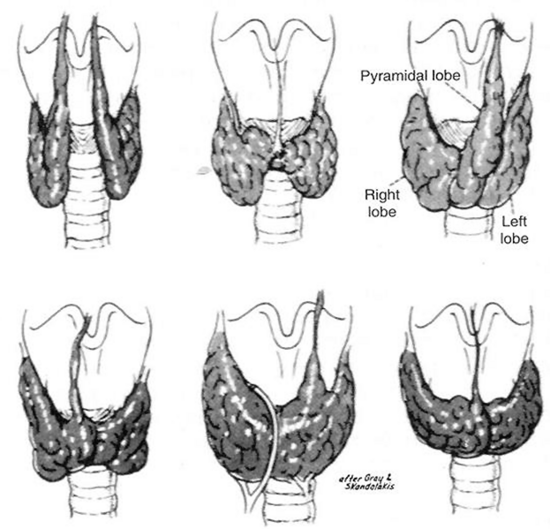 Pyramidal lobe
Right
lobe
Left
lobe
after Gray &
Skandalakis